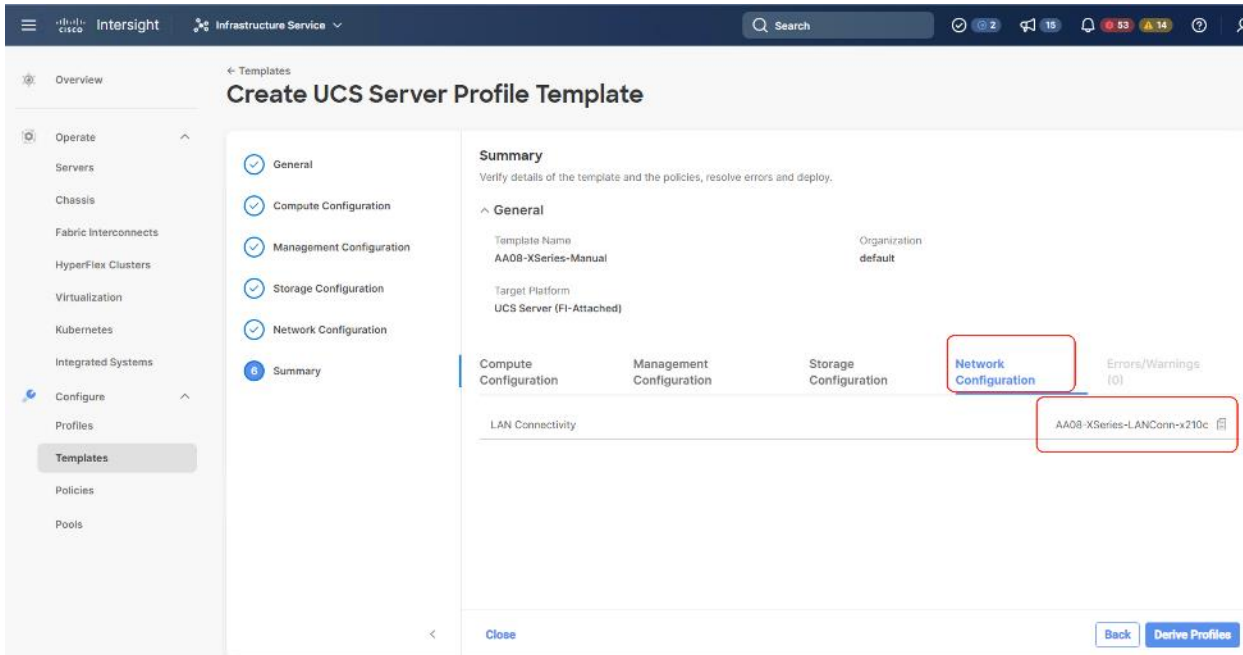 cisco Intersight
Infrastructure Service
Search
2
15
53
14
Overview
Operate
Servers
Chassis
Fabric Interconnects
HyperFlex Clusters
Virtualization
Kubernetes
Integrated Systems
Configure
Profiles
Templates
Policies
Pools
← Templates
Create UCS Server Profile Template
General
Compute Configuration
Management Configuration
Storage Configuration
Network Configuration
6 Summary
Summary
Verify details of the template and the policies, resolve errors and deploy.
General
Template Name
AA08-XSeries-Manual
Organization
default
Target Platform
UCS Server (FI-Attached)
Compute
Configuration
Management
Configuration
Storage
Configuration
Network
Configuration
Errors/Warnings
(0)
LAN Connectivity
AA08-XSeries-LANConn-x210c
Close
Back
Derive Profiles